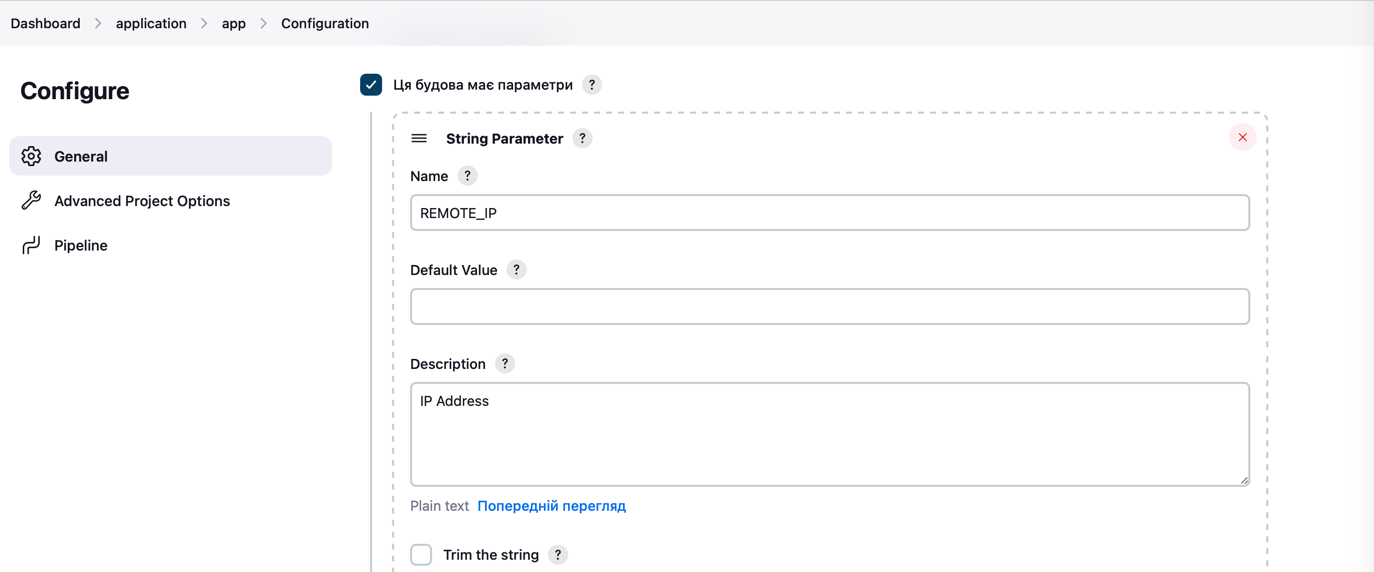 Dashboard > application > app > Configuration
Configure
Ця будова має параметри ?
General
String Parameter ?
Advanced Project Options
Pipeline
Name ?
REMOTE_IP
Default Value ?
Description ?
IP Address
Plain text Попередній перегляд
Trim the string ?